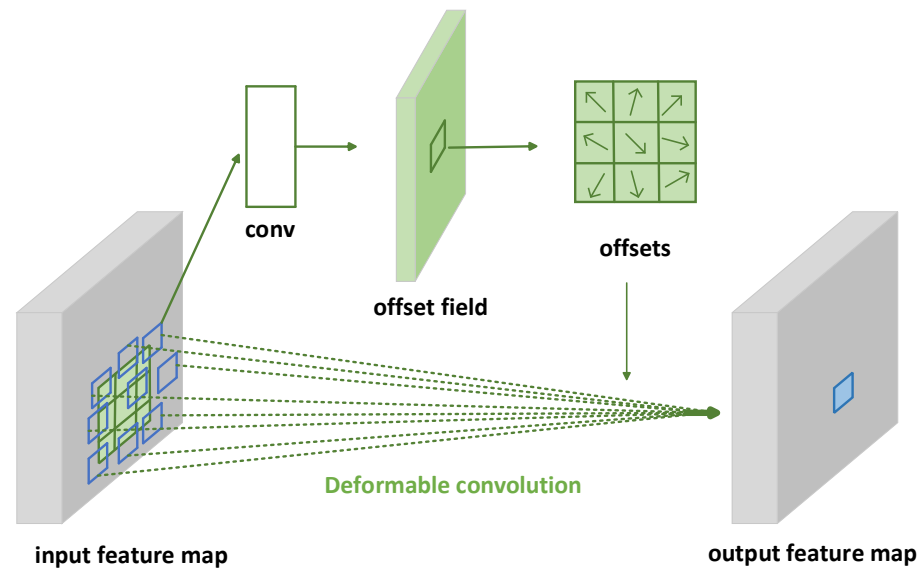 conv
offset field
offsets
Deformable convolution
input feature map
output feature map